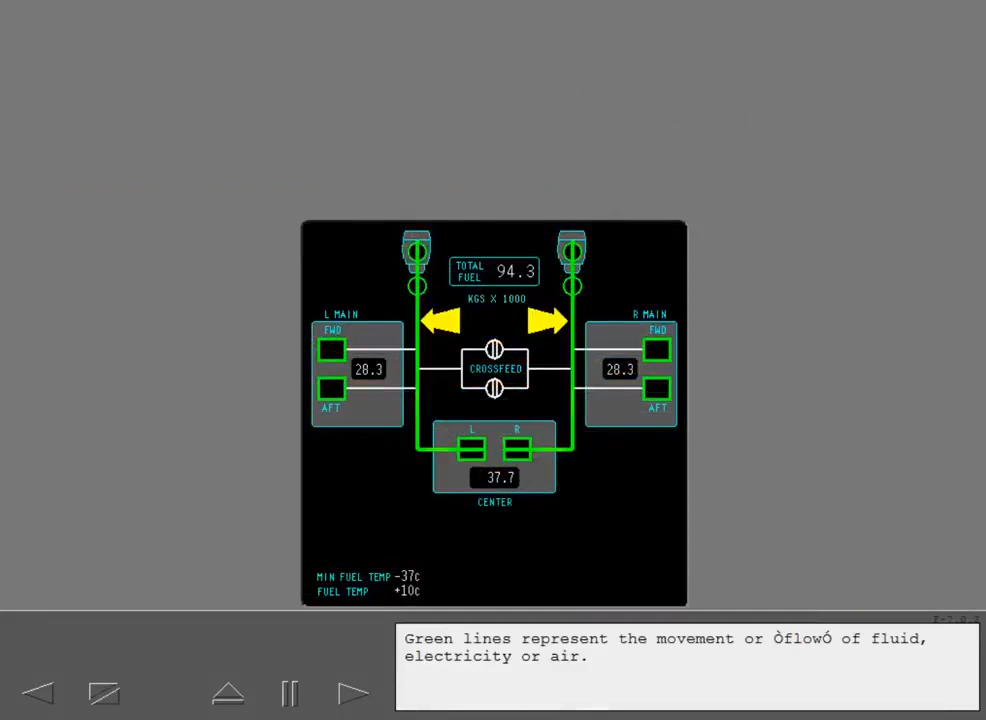 TOTAL FUEL 94.3
KGS X 1000
L MAIN
R MAIN
FWD
FWD
28.3
CROSSFEED
28.3
AFT
AFT
L R
37.7
CENTER
MIN FUEL TEMP -37c
FUEL TEMP +10c
Green lines represent the movement or ÒflowÓ of fluid,
electricity or air.